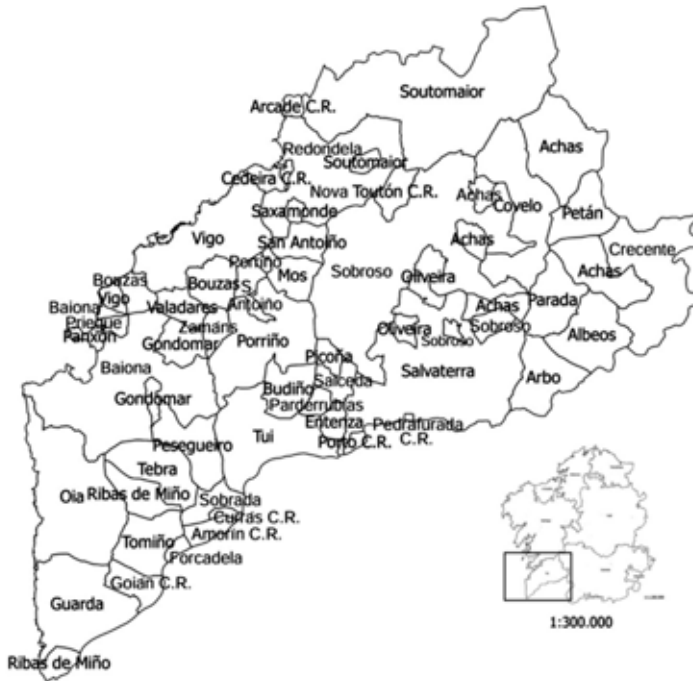 Soutomaior
Arcade C.R.
Redondela
Soutomaior
Achas
Cedeira C.R.
Nova Toutón C.R.
Achas
Covelo
Petán
Saxamonde
Vigo
San Antoiño
Achas
Crecente
Porriño
Mos
Sobroso
Oliveira
Achas
Bouzas
Bouzas
S.
Vigo
Antoiño
Baiona
Valadares
Achas
Parada
Priegue
Zamáns
Oliveira
Sobroso
Albeos
Panxón
Gondomar
Porriño
Sobroso
Picoña
Baiona
Salvaterra
Arbo
Budiño
Salceda
Gondomar
Parderrubias
Entenza
Pedrafurada
C.R.
Tui
Porto C.R.
Pesegueiro
Tebra
Oia
Ribas de Miño
Sobrada
Currás C.R.
Amorín C.R.
Tomiño
Forcadela
Goián C.R.
Guarda
Ribas de Miño
1:300.000